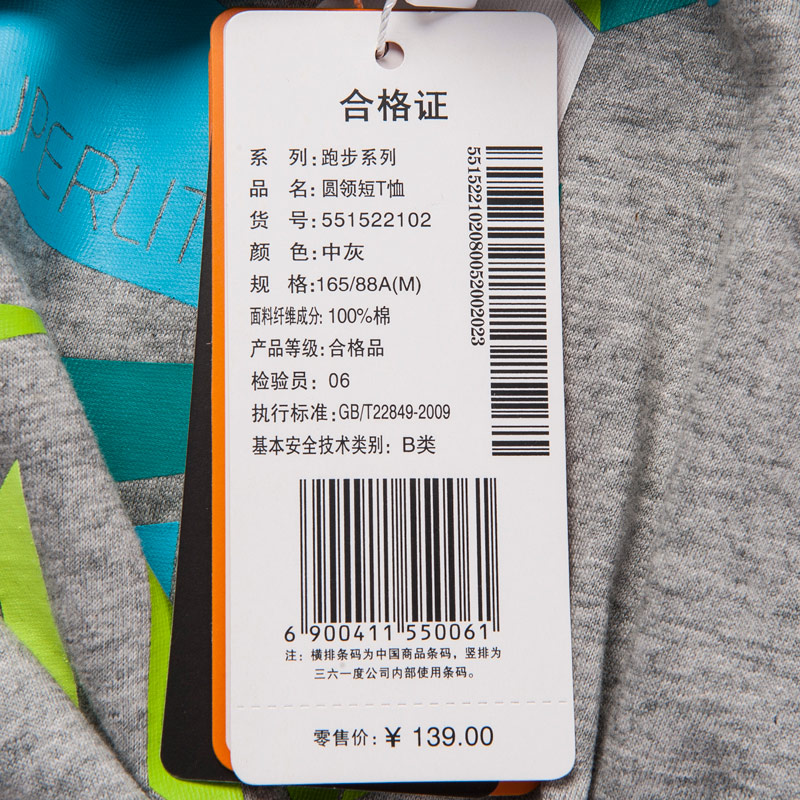 UPERLIT
合格证
系 列:跑步系列
品 名:圆领短T恤
货 号:551522102
颜 色:中灰
规 格:165/88A(M)
面料纤维成分: 100%棉
产品等级:合格品
检验员: 06
执行标准:GB/T22849-2009
基本安全技术类别: B类
551522102080052002023
6 900411 550061
注: 横排条码为中国商品条码，竖排为
三六一度公司内部使用条码。
零售价: ¥ 139.00